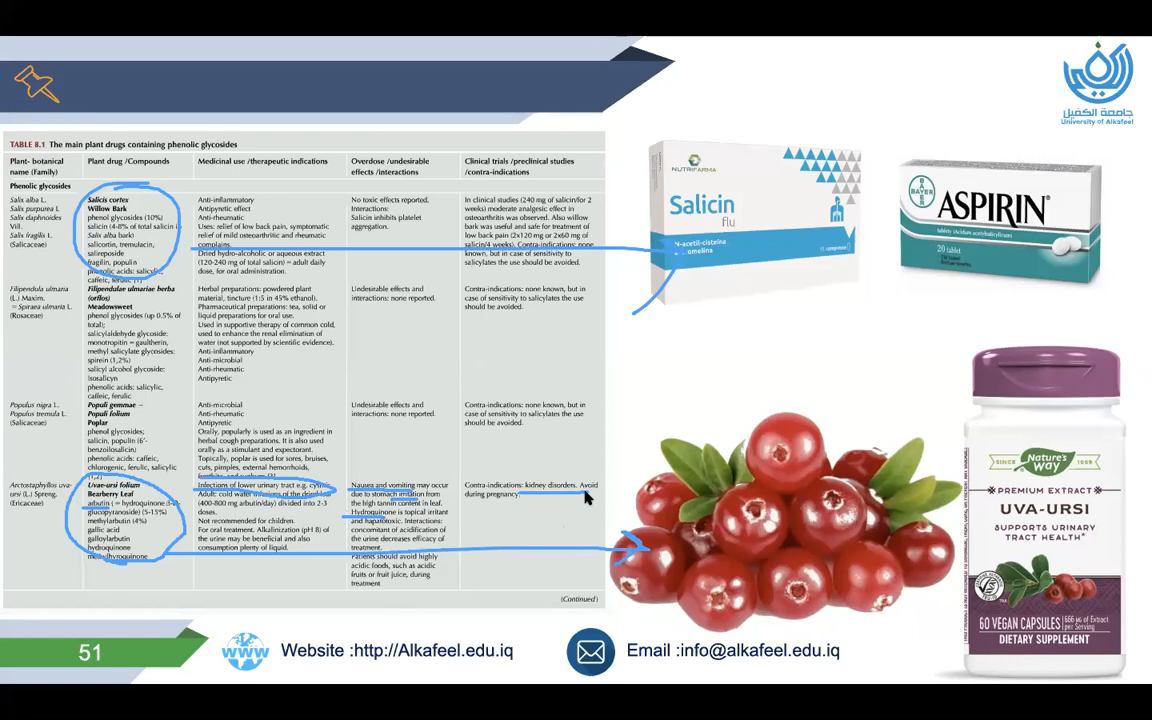 جامعة الكفيل
University of Alkafeel
TABLE 8.1 The main plant drugs containing phenolic glycosides
Plant- botanical name (Family)
Plant drug /Compounds
Medicinal use /therapeutic indications
Overdose /undesirable effects /interactions
Clinical trials /preclinical studies /contra-indications
Phenolic glycosides
Salix alba L.
Salix purpurea L
Salix daphnoides
Vill.
Salix fragilis L.
(Salicaceae)
Salicis cortex
Willow Bark
phenol glycosides (10%)
salicin (4-8% of total salicin
Salix alba bark)
salicortin, tremulacin,
salireposide
fragilin, populin
phenolic acids: salicylic,
caffeic, ferulic
Anti-inflammatory
Antipyretic effect
Anti-rheumatic
Uses: relief of low back pain, symptomatic
relief of mild osteoarthritic and rheumatic
complains.
Dried hydro-alcoholic or aqueous extract
(120-240 mg of total salicin) = adult daily
dose, for oral administration.
No toxic effects reported,
Interactions:
Salicin inhibits platelet
aggregation.
In clinical studies (240 mg of salicin/for 2
weeks) moderate analgesic effect in
osteoarthritis was observed. Also willow
bark was useful and safe for treatment of
low back pain (2x120 mg or 2x60 mg of
salicin/4 weeks). Contra-indications: none
known, but in case of sensitivity to
salicylates the use should be avoided.
Filipendula ulmaria
(L.) Maxim.
= Spiraea ulmaria L.
(Rosaceae)
Filipendulae ulmariae herba
(orflos)
Meadowsweet
phenol glycosides (up 0.5% of
total);
salicylaldehyde glycoside:
monotropitin = gaultherin,
methyl salicylate glycosides:
spirein (1,2%)
salicyl alcohol glycoside:
isosalicyn
phenolic acids: salicylic,
caffeic, ferulic
Herbal preparations: powdered plant
material, tincture (1:5 in 45% ethanol).
Pharmaceutical preparations: tea, solid or
liquid preparations for oral use.
Used in supportive therapy of common cold,
used to enhance the renal elimination of
water (not supported by scientific evidence).
Anti-inflammatory
Anti-microbial
Anti-rheumatic
Antipyretic
Undesirable effects and
interactions: none reported.
Contra-indications: none known, but in
case of sensitivity to salicylates the use
should be avoided.
Populus nigra L.
Populus tremula L.
(Salicaceae)
Populi gemmae –
Populi folium
Poplar
phenol glycosides;
salicin, populin (6'-
benzoilosalicin)
phenolic acids: caffeic,
chlorogenic, ferulic, salicylic
Anti-microbial
Anti-rheumatic
Antipyretic
Orally, popularly is used as an ingredient in
herbal cough preparations. It is also used
orally as a stimulant and expectorant.
Topically, poplar is used for sores, bruises,
cuts, pimples, external hemorrhoids,
Undesirable effects and
interactions: none reported.
Contra-indications: none known, but in
case of sensitivity to salicylates the use
should be avoided.
Arctostaphyllos uva-
ursi (L.) Spreng.
(Ericaceae)
Uvae-ursi folium
Bearberry Leaf
arbutin ( = hydroquinone
glucopyranoside) (5-15%)
methylarbutin (4%)
gallic acid
galloylarbutin
hydroquinone
methylhyroquinone
Infections of lower urinary tract e.g. cystitis
Adult: cold water infusions of the dried
(400-800 mg arbutin/day) divided into 2-3
doses.
Not recommended for children.
For oral treatment. Alkalinization (pH 8) of
the urine may be beneficial and also
consumption plenty of liquid.
Nausea and vomiting may occur
due to stomach irritation from
the high tannin content in leaf.
Hydroquinone is topical irritant
and hapatotoxic. Interactions:
concomitant of acidification of
the urine decreases efficacy of
treatment.
Patients should avoid highly
acidic foods, such as acidic
fruits or fruit juice, during
treatment
Contra-indications: kidney disorders. Avoid
during pregnancy.
(Continued)
NUTRIFARMA
Salicin
flu
N-acetil-cisteina
BAYER
BAYER
ASPIRIN
20 tablet
SINCE
1969
Nature's
Way
PREMIUM EXTRACT
UVA-URSI
SUPPORTS URINARY
TRACT HEALTH*
60 VEGAN CAPSULES
DIETARY SUPPLEMENT
51
WWW
Website :http://Alkafeel.edu.iq
Email :info@alkafeel.edu.iq